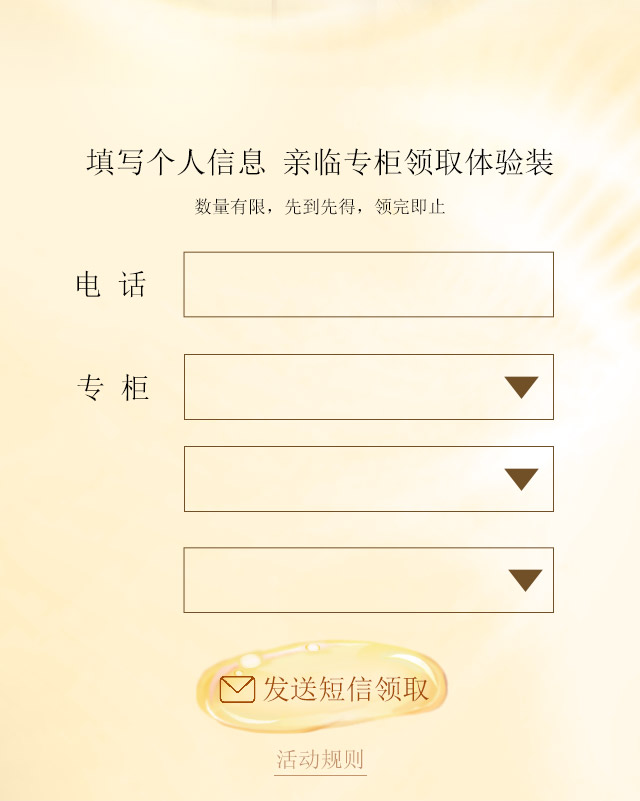 填写个人信息 亲临专柜领取体验装
数量有限，先到先得，领完即止
电 话
专 柜
发送短信领取
活动规则